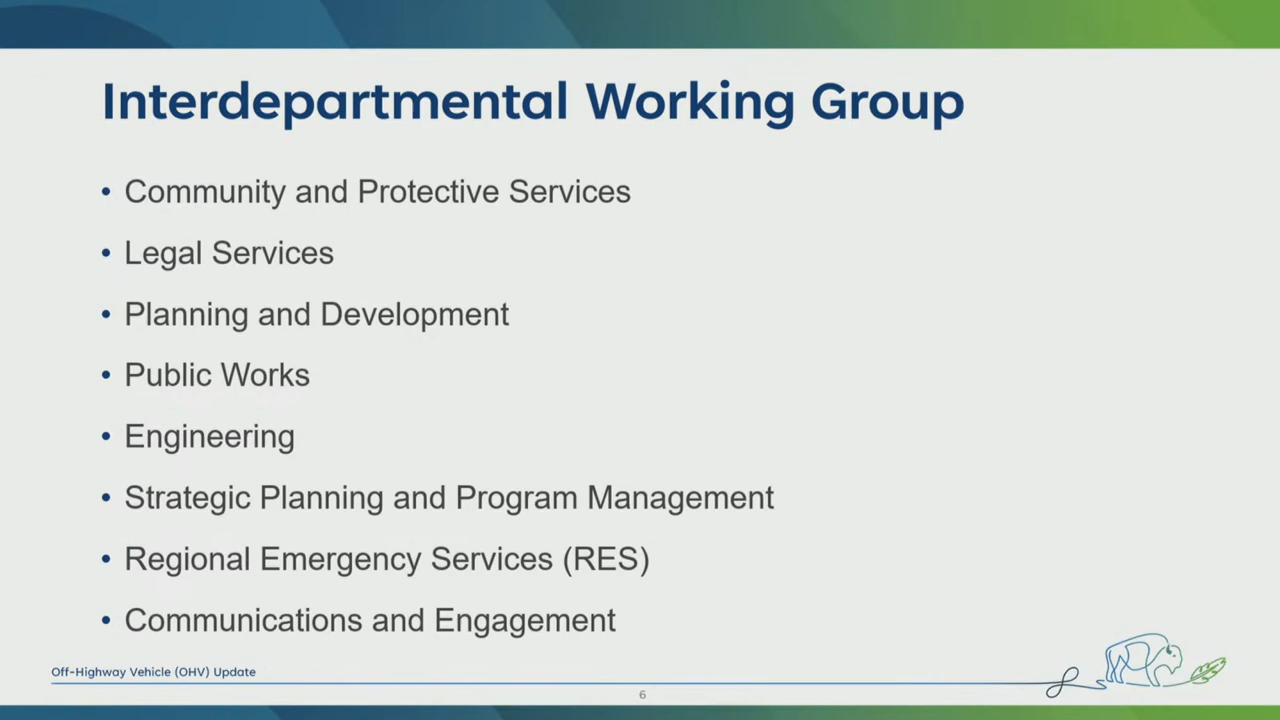 Interdepartmental Working Group
• Community and Protective Services
• Legal Services
• Planning and Development
• Public Works
• Engineering
• Strategic Planning and Program Management
• Regional Emergency Services (RES)
• Communications and Engagement
Off-Highway Vehicle (OHV) Update
6